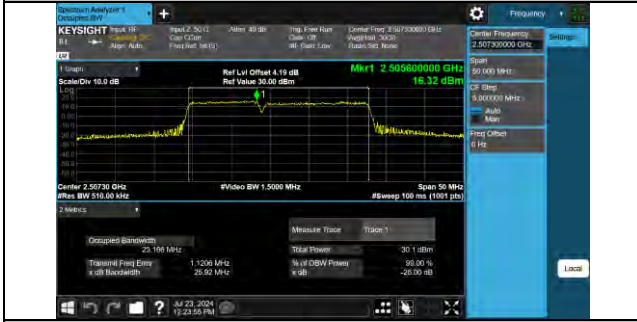 Spectrum Analyzer 1
Occupied BW
+
Frequency
KEYSIGHT Input: RF
Coupling: DC
Align: Auto
Input Z: 50 Ω
Corr CCorr
Freq Ref: Int (S)
Atten: 40 dB
Trig: Free Run
Gate: Off
#IF Gain: Low
Center Freq: 2.507300000 GHz
Avg|Hold: 30/30
Radio Std: None
Center Frequency
2.507300000 GHz
Settings
Span
50.000 MHz
CF Step
5.000000 MHz
Auto
Man
Freq Offset
0 Hz
1 Graph
Scale/Div 10.0 dB
Ref Lvl Offset 4.19 dB
Ref Value 30.00 dBm
Mkr1 2.505600000 GHz
16.32 dBm
Log
1
Center 2.50730 GHz
#Res BW 510.00 kHz
#Video BW 1.5000 MHz
Span 50 MHz
#Sweep 100 ms (1001 pts)
2 Metrics
Measure Trace Trace 1
Occupied Bandwidth
Total Power 30.1 dBm
Transmit Freq Error 1.1206 MHz
% of OBW Power 99.00 %
x dB Bandwidth 25.92 MHz
x dB -26.00 dB
Local
?
Jul 23, 2024
12:23:55 PM